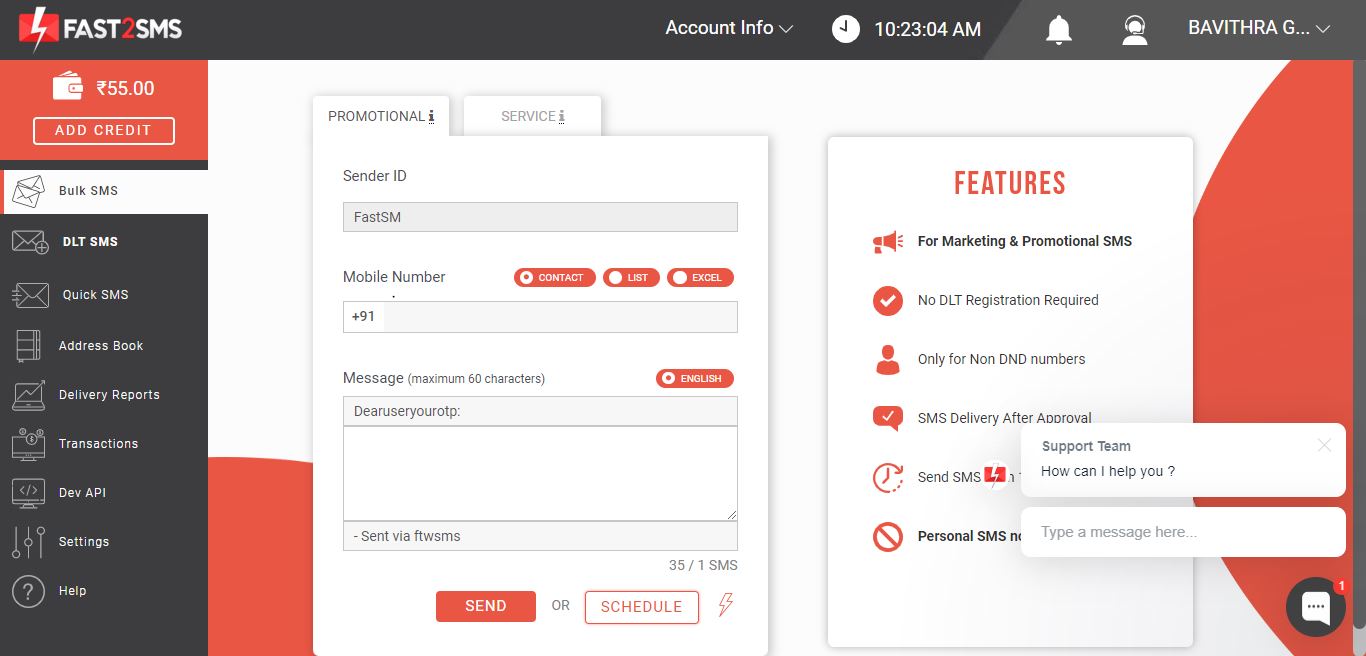 FAST2SMS
Account Info
10:23:04 AM
BAVITHRA G...
₹55.00
ADD CREDIT
Bulk SMS
DLT SMS
Quick SMS
Address Book
Delivery Reports
Transactions
Dev API
Settings
? Help
PROMOTIONAL i
SERVICE i
Sender ID
FastSM
Mobile Number
CONTACT
LIST
EXCEL
+91
Message (maximum 60 characters)
ENGLISH
Dearuseryourotp:
- Sent via ftwsms
35 / 1 SMS
SEND
OR
SCHEDULE
FEATURES
For Marketing & Promotional SMS
No DLT Registration Required
Only for Non DND numbers
SMS Delivery After Approval
Send SMS
Personal SMS
Support Team
How can I help you ?
Type a message here...
1